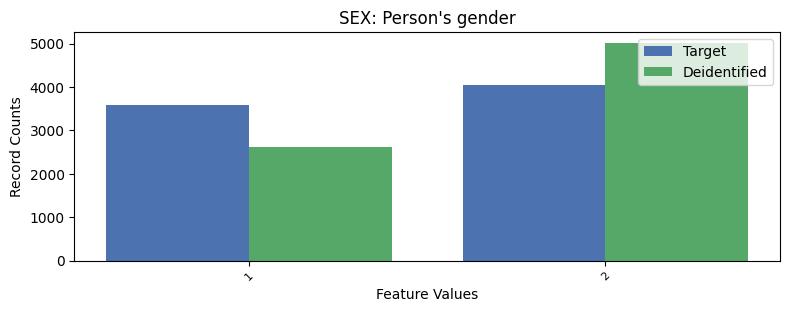 SEX: Person's gender
Record Counts
5000
4000
3000
2000
1000
0
Target
Deidentified
1
2
Feature Values